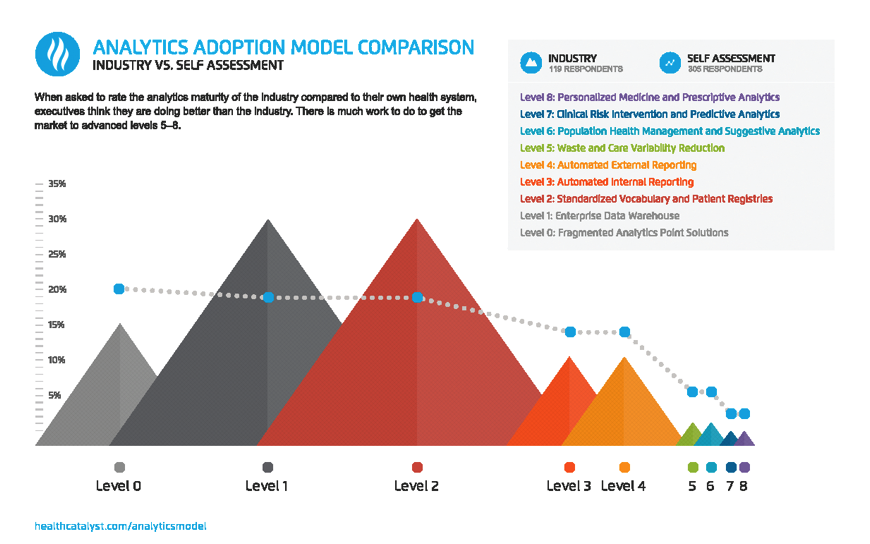 ANALYTICS ADOPTION MODEL COMPARISON
INDUSTRY VS. SELF ASSESSMENT
When asked to rate the analytics maturity of the industry compared to their own health system,
executives think they are doing better than the industry. There is much work to do to get the
market to advanced levels 5–8.
INDUSTRY
119 RESPONDENTS
SELF ASSESSMENT
305 RESPONDENTS
Level 8: Personalized Medicine and Prescriptive Analytics
Level 7: Clinical Risk Intervention and Predictive Analytics
Level 6: Population Health Management and Suggestive Analytics
Level 5: Waste and Care Variability Reduction
Level 4: Automated External Reporting
Level 3: Automated Internal Reporting
Level 2: Standardized Vocabulary and Patient Registries
Level 1: Enterprise Data Warehouse
Level 0: Fragmented Analytics Point Solutions
35%
30%
25%
20%
15%
10%
5%
Level 0 Level 1 Level 2 Level 3 Level 4 5 6 7 8
healthcatalyst.com/analyticsmodel